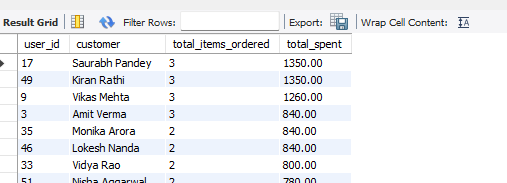 Result Grid Filter Rows: Export: Wrap Cell Content:
user_id customer total_items_ordered total_spent
17 Saurabh Pandey 3 1350.00
49 Kiran Rathi 3 1350.00
9 Vikas Mehta 3 1260.00
3 Amit Verma 3 840.00
35 Monika Arora 2 840.00
46 Lokesh Nanda 2 840.00
33 Vidya Rao 2 800.00
51 Nisha Aggarwal 2 780.00